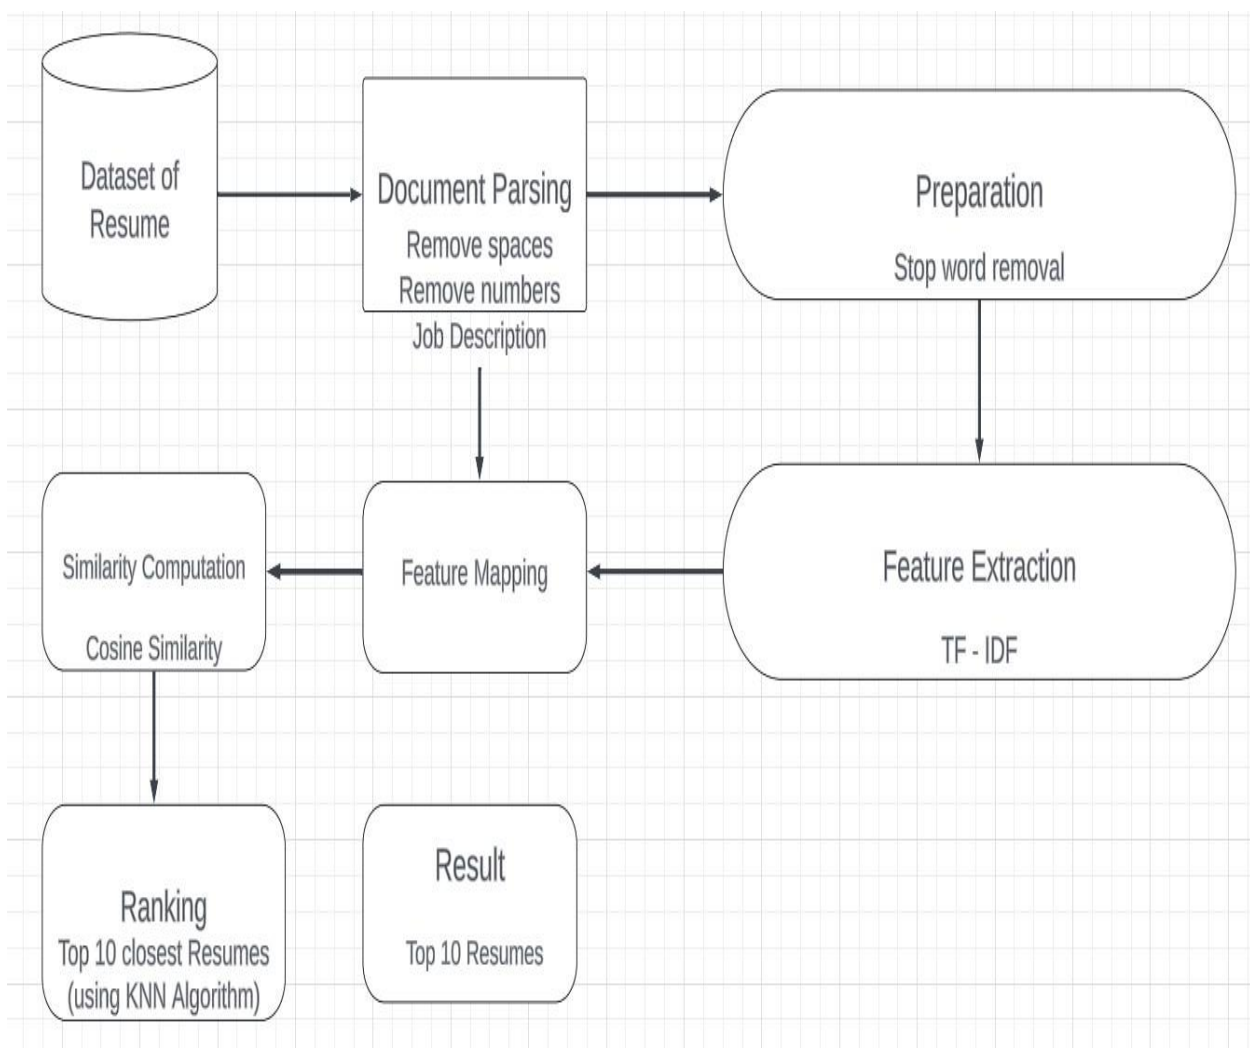 Dataset of
Resume
Document Parsing
Remove spaces
Remove numbers
Job Description
Preparation
Stop word removal
Feature Extraction
TF - IDF
Feature Mapping
Similarity Computation
Cosine Similarity
Ranking
Top 10 closest Resumes
(using KNN Algorithm)
Result
Top 10 Resumes